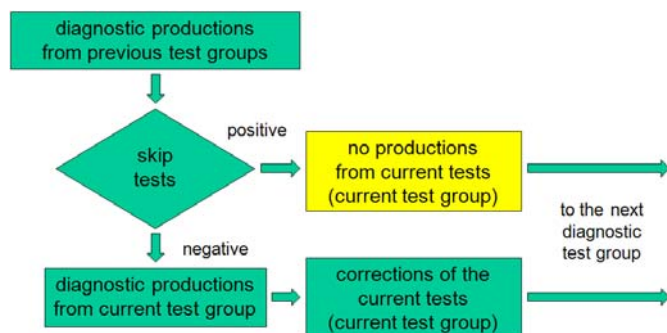 diagnostic productions
from previous test groups
skip
tests
positive
no productions
from current tests
(current test group)
to the next
diagnostic
test group
negative
diagnostic productions
from current test group
corrections of the
current tests
(current test group)